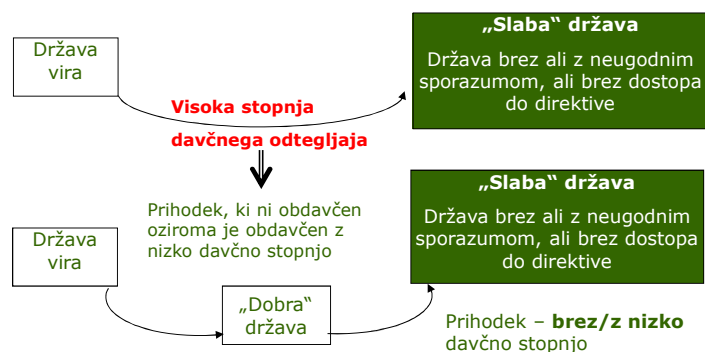 Država
vira
„Slaba“ država
Država brez ali z neugodnim
sporazumom, ali brez dostopa
do direktive
Visoka stopnja
davčnega odtegljaja
Prihodek, ki ni obdavčen
oziroma je obdavčen z
nizko davčno stopnjo
Država
vira
„Slaba“ država
Država brez ali z neugodnim
sporazumom, ali brez dostopa
do direktive
„Dobra“
država
Prihodek – brez/z nizko
davčno stopnjo